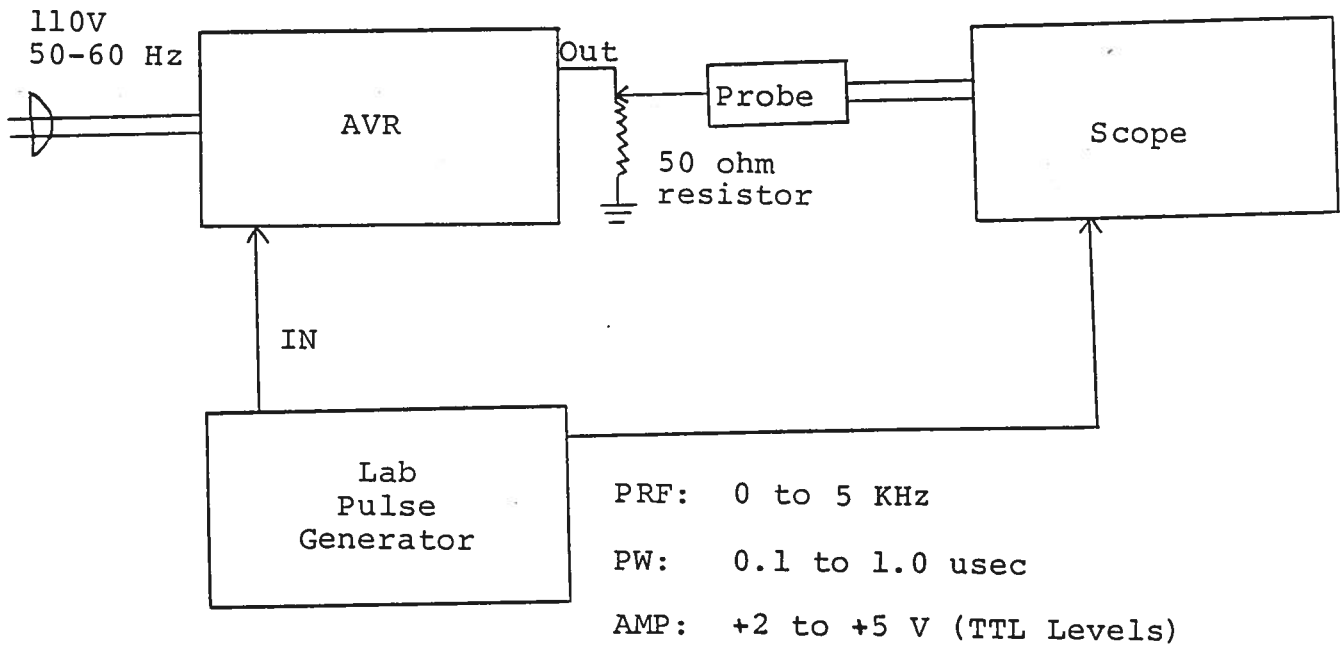 110V
50-60 Hz
AVR
Out
Probe
Scope
50 ohm
resistor
IN
Lab
Pulse
Generator
PRF: 0 to 5 KHz
PW: 0.1 to 1.0 usec
AMP: +2 to +5 V (TTL Levels)